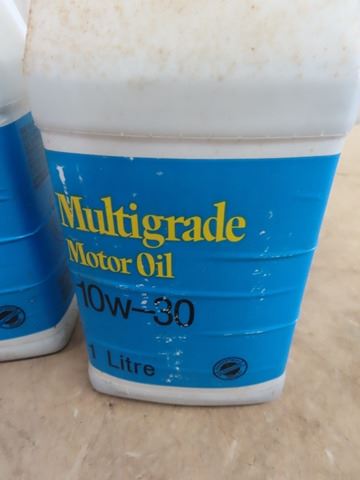 Multigrade
Motor Oil
10W-30
1 Litre